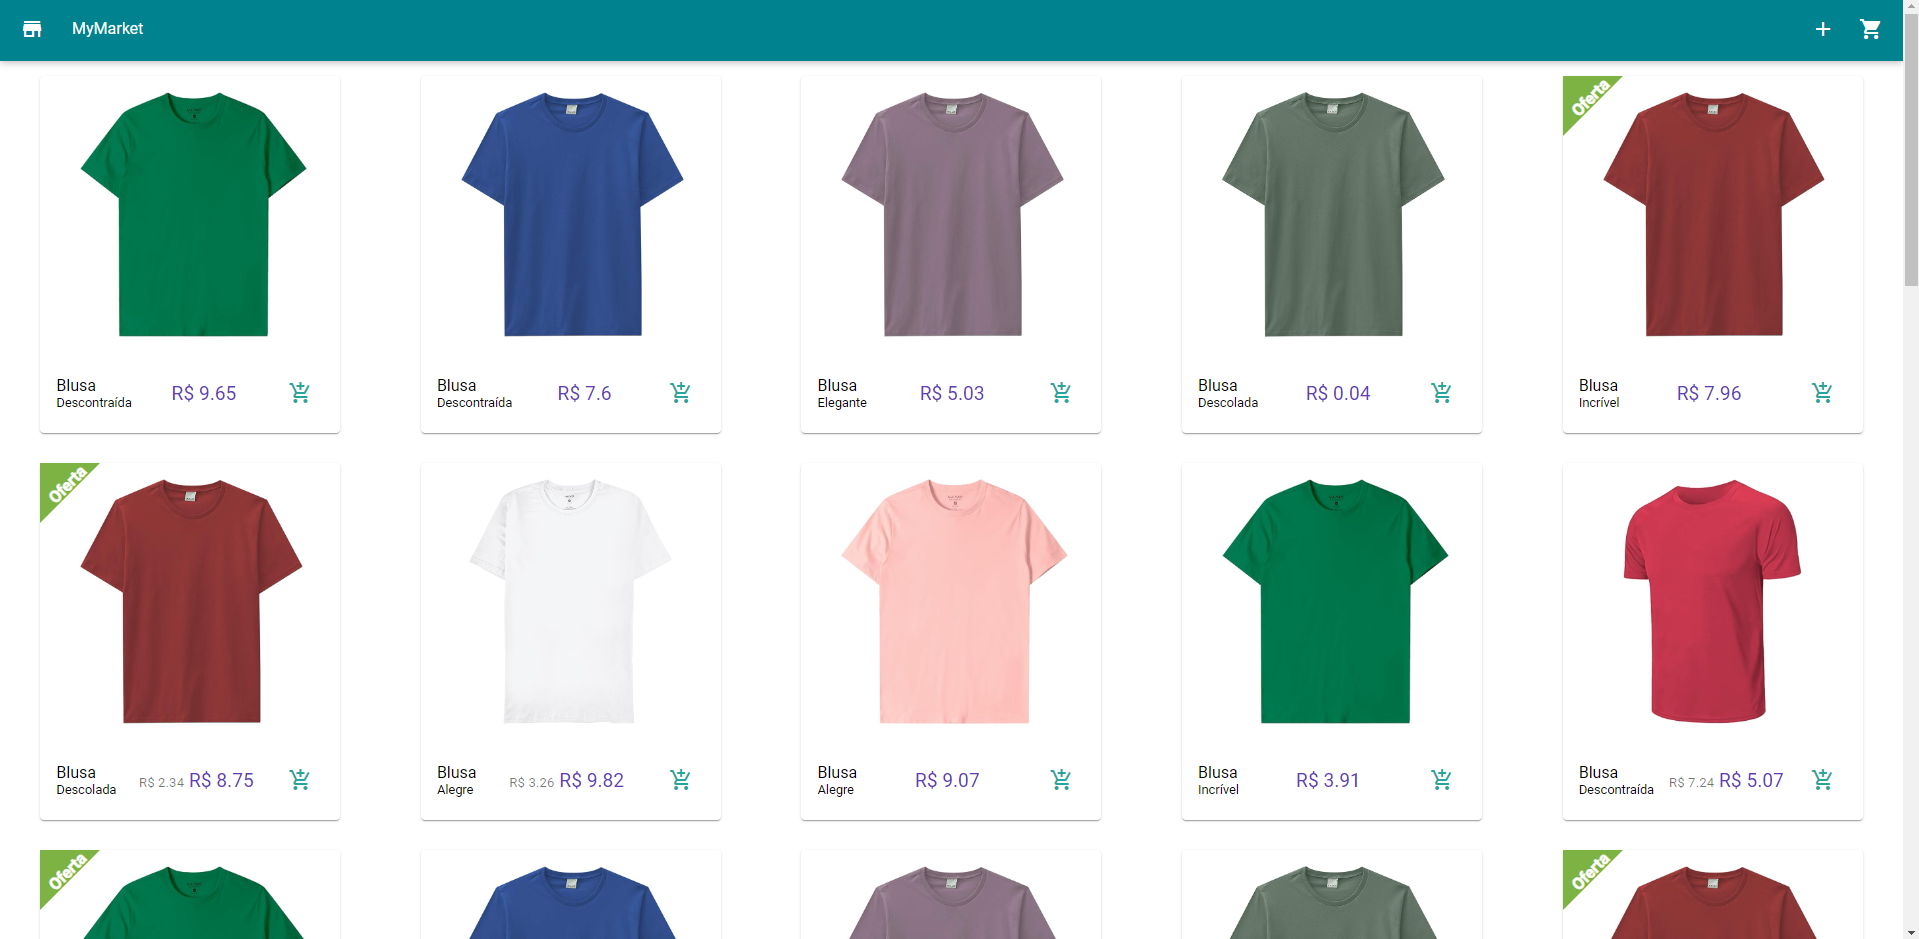 MyMarket
Oferta
Blusa
Descontraída
R$ 9.65
Blusa
Descontraída
R$ 7.6
Blusa
Elegante
R$ 5.03
Blusa
Descolada
R$ 0.04
Blusa
Incrível
R$ 7.96
Oferta
Blusa
Descolada
R$ 2.34 R$ 8.75
Blusa
Alegre
R$ 3.26 R$ 9.82
Blusa
Alegre
R$ 9.07
Blusa
Incrível
R$ 3.91
Blusa
Descontraída
R$ 7.24 R$ 5.07
Oferta
Oferta